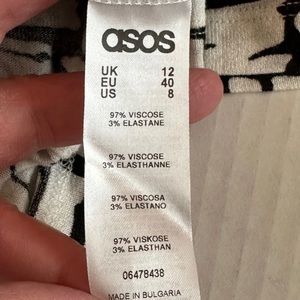 asos
UK 12
EU 40
US 8
97% VISCOSE
3% ELASTANE
97% VISCOSE
3% ELASTHANNE
97% VISCOSA
3% ELASTANO
97% VISKOSE
3% ELASTHAN
06478438
MADE IN BULGARIA